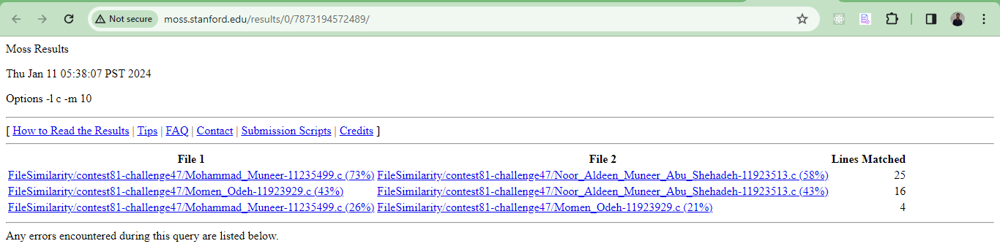 Not secure moss.stanford.edu/results/0/7873194572489/
Moss Results
Thu Jan 11 05:38:07 PST 2024
Options -l c -m 10
[ How to Read the Results | Tips | FAQ | Contact | Submission Scripts | Credits ]
File 1 File 2 Lines Matched
FileSimilarity/contest81-challenge47/Mohammad_Muneer-11235499.c (73%) FileSimilarity/contest81-challenge47/Noor_Aldeen_Muneer_Abu_Shehadeh-11923513.c (58%) 25
FileSimilarity/contest81-challenge47/Momen_Odeh-11923929.c (43%) FileSimilarity/contest81-challenge47/Noor_Aldeen_Muneer_Abu_Shehadeh-11923513.c (43%) 16
FileSimilarity/contest81-challenge47/Mohammad_Muneer-11235499.c (26%) FileSimilarity/contest81-challenge47/Momen_Odeh-11923929.c (21%) 4
Any errors encountered during this query are listed below.